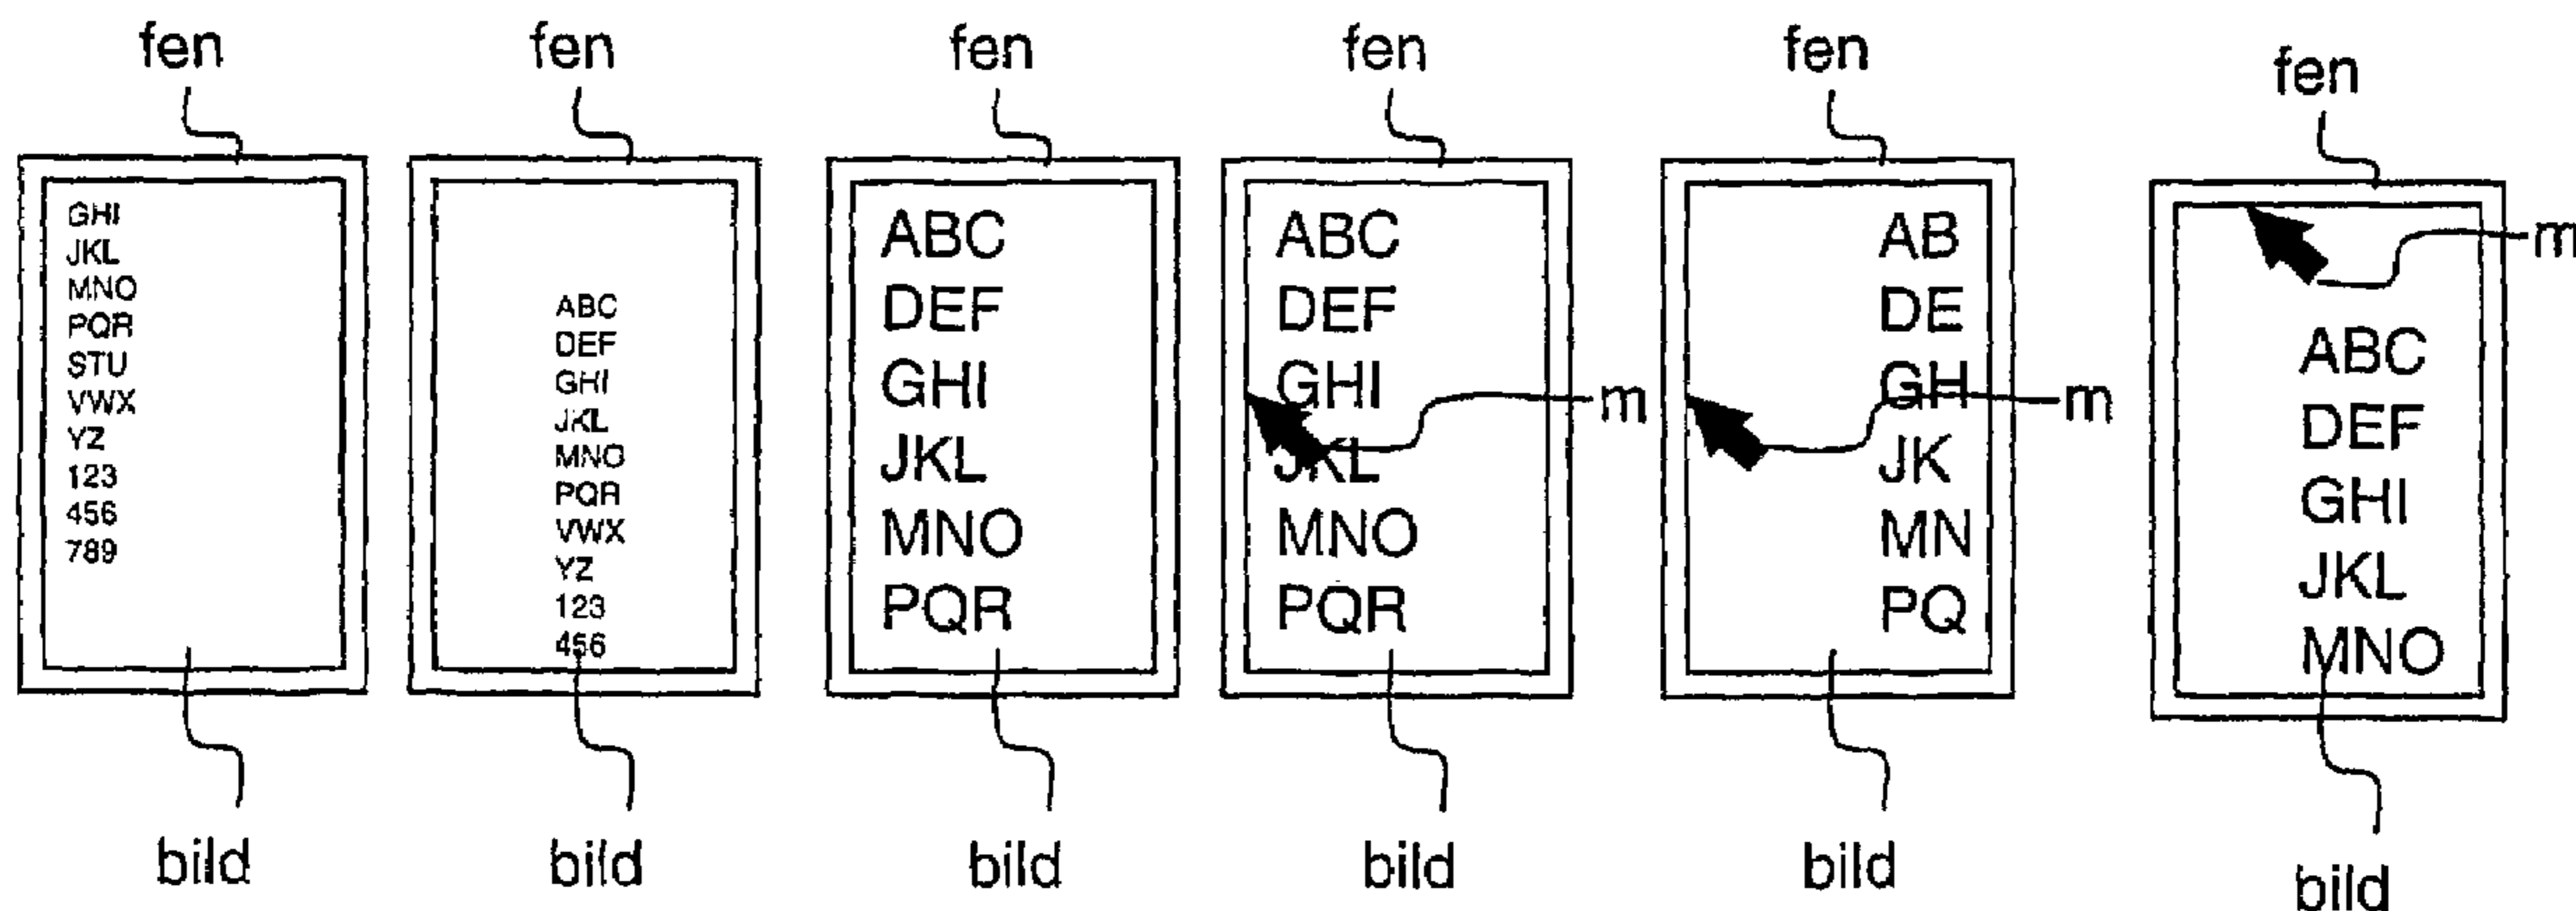 fen
GHI
JKL
MNO
PQR
STU
VWX
YZ
123
456
789
bild
fen
ABC
DEF
GHI
JKL
MNO
PQR
VWX
YZ
123
456
bild
fen
ABC
DEF
GHI
JKL
MNO
PQR
bild
fen
ABC
DEF
GHI
JKL
MNO
PQR
m
bild
fen
AB
DE
GH
JK
MN
PQ
m
bild
fen
m
ABC
DEF
GHI
JKL
MNO
bild